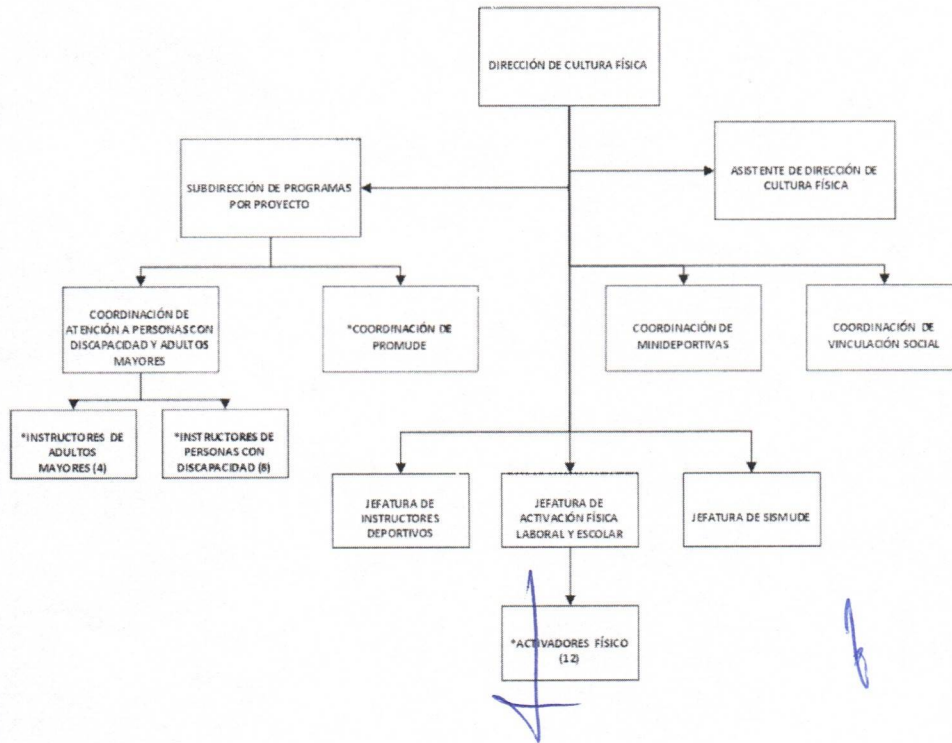 DIRECCIÓN DE CULTURA FÍSICA
SUBDIRECCIÓN DE PROGRAMAS
POR PROYECTO
ASISTENTE DE DIRECCIÓN DE
CULTURA FÍSICA
COORDINACIÓN DE
ATENCIÓN A PERSONAS CON
DISCAPACIDAD Y ADULTOS
MAYORES
*COORDINACIÓN DE
PROMUDE
COORDINACIÓN DE
MINIDEPORTIVAS
COORDINACIÓN DE
VINCULACIÓN SOCIAL
*INSTRUCTORES DE
ADULTOS
MAYORES (4)
*INSTRUCTORES DE
PERSONAS CON
DISCAPACIDAD (8)
JEFATURA DE
INSTRUCTORES
DEPORTIVOS
JEFATURA DE
ACTIVACIÓN FÍSICA
LABORAL Y ESCOLAR
JEFATURA DE SISMUDE
*ACTIVADORES FÍSICO
(12)